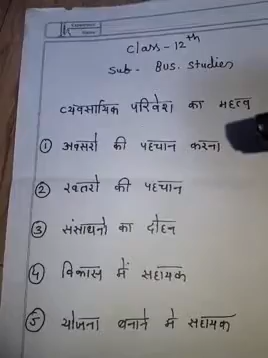 Class - 12th
Sub - Bus. Studies
व्यवसायिक परिवेश का महत्व
① अवसरो की पहचान करना
② खतरो की पहचान
③ संसाधनो का दोहन
④ विकास में सहायक
⑤ योजना बनाने मे सहायक